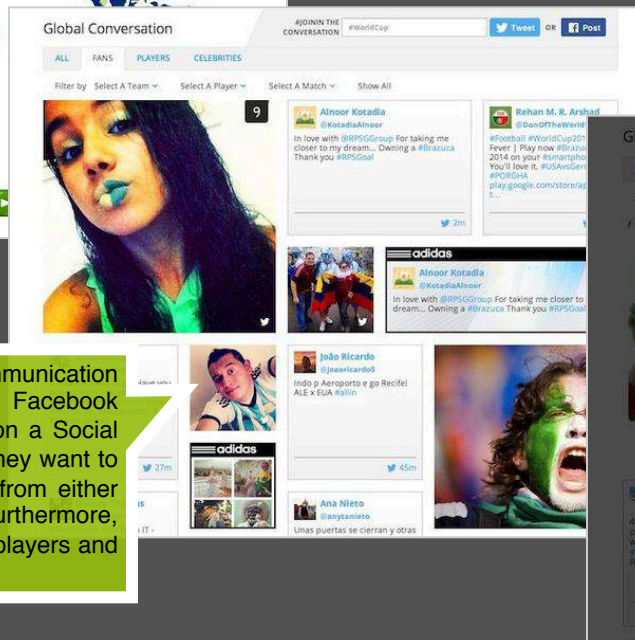 Global Conversation
#JOININ THE
CONVERSATION
#WorldCup
Tweet OR Post
ALL FANS PLAYERS CELEBRITIES
Filter by Select A Team Select A Player Select A Match Show All
9
Alnoor Kotadia
@KotadiaAlnoor
In love with @RPSGGroup For taking me
closer to my dream... Owning a #Brazuca
Thank you #RPSGoal
2m
Rehan M. R. Arshad
@DonOfTheWorld
#Football #WorldCup201
Fever | Play now #Brazu
2014 on your #smartpho
You'll love it. #USAvsGer
#PORGHA
play.google.com/store/ap
t...
adidas
Alnoor Kotadia
@KotadiaAlnoor
In love with @RPSGGroup For taking me closer to
dream... Owning a #Brazuca Thank you #RPSGoal
27m
João Ricardo
@Joaoricardo5
Indo p Aeroporto e go Recife!
ALE x EUA #allin
45m
adidas
Ana Nieto
@anytanieto
Unas puertas se cierran y otras
mmunication
Facebook
on a Social
hey want to
from either
urthermore,
players and